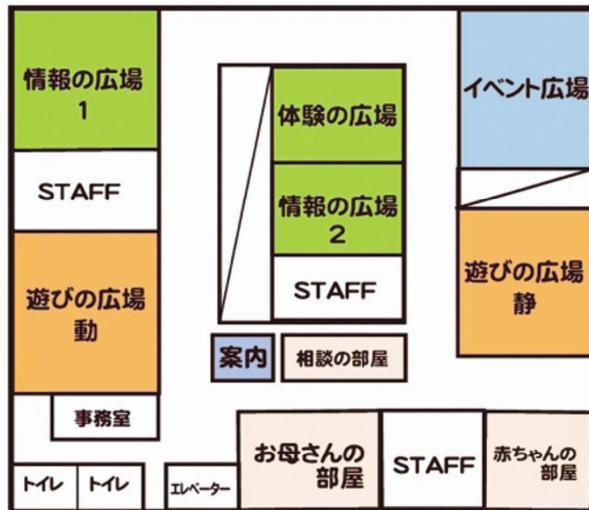 情報の広場
1
STAFF
遊びの広場
動
事務室
トイレ
トイレ
エレベーター
体験の広場
情報の広場
2
STAFF
案内
相談の部屋
お母さんの
部屋
STAFF
赤ちゃんの
部屋
イベント広場
遊びの広場
静